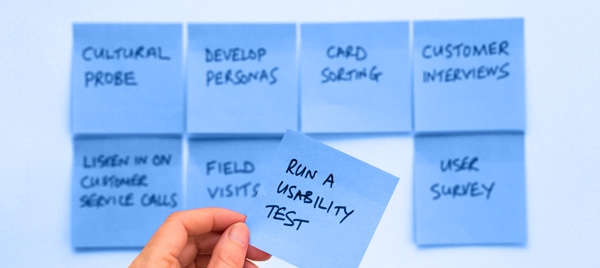 CULTURAL
PROBE
DEVELOP
PERSONAS
CARD
SORTING
CUSTOMER
INTERVIEWS
LISTEN IN ON
CUSTOMER
SERVICE CALLS
FIELD
VISITS
RUN A
USABILITY
TEST
USER
SURVEY